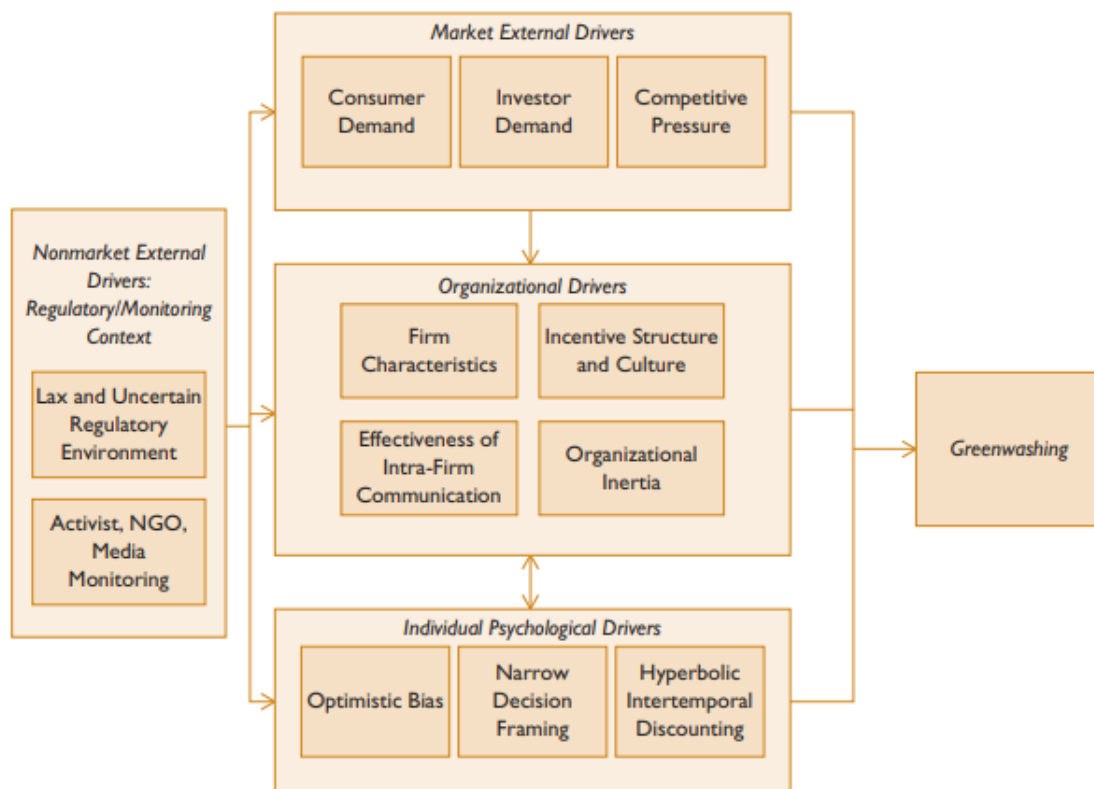 Market External Drivers
Consumer
Demand
Investor
Demand
Competitive
Pressure
Nonmarket External
Drivers:
Regulatory/Monitoring
Context
Lax and Uncertain
Regulatory
Environment
Activist, NGO,
Media
Monitoring
Organizational Drivers
Firm
Characteristics
Incentive Structure
and Culture
Effectiveness of
Intra-Firm
Communication
Organizational
Inertia
Individual Psychological Drivers
Optimistic Bias
Narrow
Decision
Framing
Hyperbolic
Intertemporal
Discounting
Greenwashing